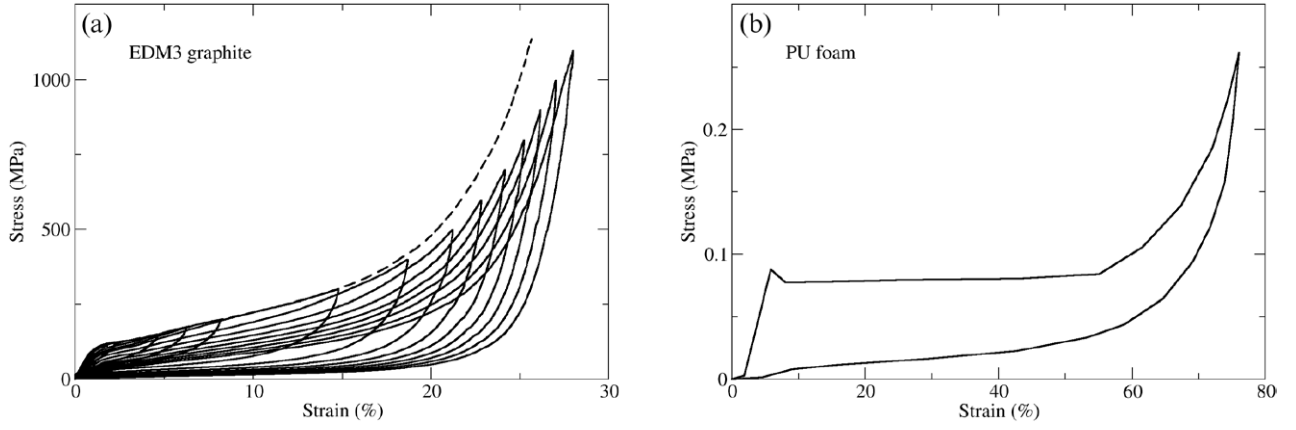 (a)
EDM3 graphite
1000
500
0
Stress (MPa)
0
10
20
30
Strain (%)
(b)
PU foam
0.2
0.1
0
Stress (MPa)
0
20
40
60
80
Strain (%)